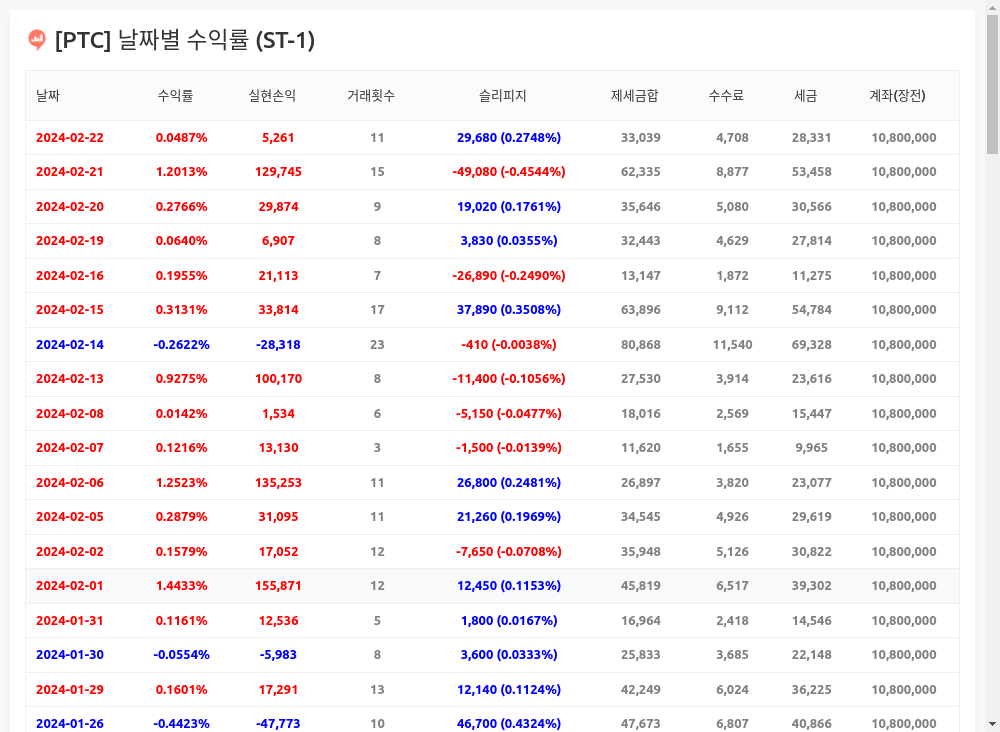 [PTC] 날짜별 수익률 (ST-1)
날짜 수익률 실현손익 거래횟수 슬리피지 제세금합 수수료 세금 계좌(장전)
2024-02-22 0.0487% 5,261 11 29,680 (0.2748%) 33,039 4,708 28,331 10,800,000
2024-02-21 1.2013% 129,745 15 -49,080 (-0.4544%) 62,335 8,877 53,458 10,800,000
2024-02-20 0.2766% 29,874 9 19,020 (0.1761%) 35,646 5,080 30,566 10,800,000
2024-02-19 0.0640% 6,907 8 3,830 (0.0355%) 32,443 4,629 27,814 10,800,000
2024-02-16 0.1955% 21,113 7 -26,890 (-0.2490%) 13,147 1,872 11,275 10,800,000
2024-02-15 0.3131% 33,814 17 37,890 (0.3508%) 63,896 9,112 54,784 10,800,000
2024-02-14 -0.2622% -28,318 23 -410 (-0.0038%) 80,868 11,540 69,328 10,800,000
2024-02-13 0.9275% 100,170 8 -11,400 (-0.1056%) 27,530 3,914 23,616 10,800,000
2024-02-08 0.0142% 1,534 6 -5,150 (-0.0477%) 18,016 2,569 15,447 10,800,000
2024-02-07 0.1216% 13,130 3 -1,500 (-0.0139%) 11,620 1,655 9,965 10,800,000
2024-02-06 1.2523% 135,253 11 26,800 (0.2481%) 26,897 3,820 23,077 10,800,000
2024-02-05 0.2879% 31,095 11 21,260 (0.1969%) 34,545 4,926 29,619 10,800,000
2024-02-02 0.1579% 17,052 12 -7,650 (-0.0708%) 35,948 5,126 30,822 10,800,000
2024-02-01 1.4433% 155,871 12 12,450 (0.1153%) 45,819 6,517 39,302 10,800,000
2024-01-31 0.1161% 12,536 5 1,800 (0.0167%) 16,964 2,418 14,546 10,800,000
2024-01-30 -0.0554% -5,983 8 3,600 (0.0333%) 25,833 3,685 22,148 10,800,000
2024-01-29 0.1601% 17,291 13 12,140 (0.1124%) 42,249 6,024 36,225 10,800,000
2024-01-26 -0.4423% -47,773 10 46,700 (0.4324%) 47,673 6,807 40,866 10,800,000